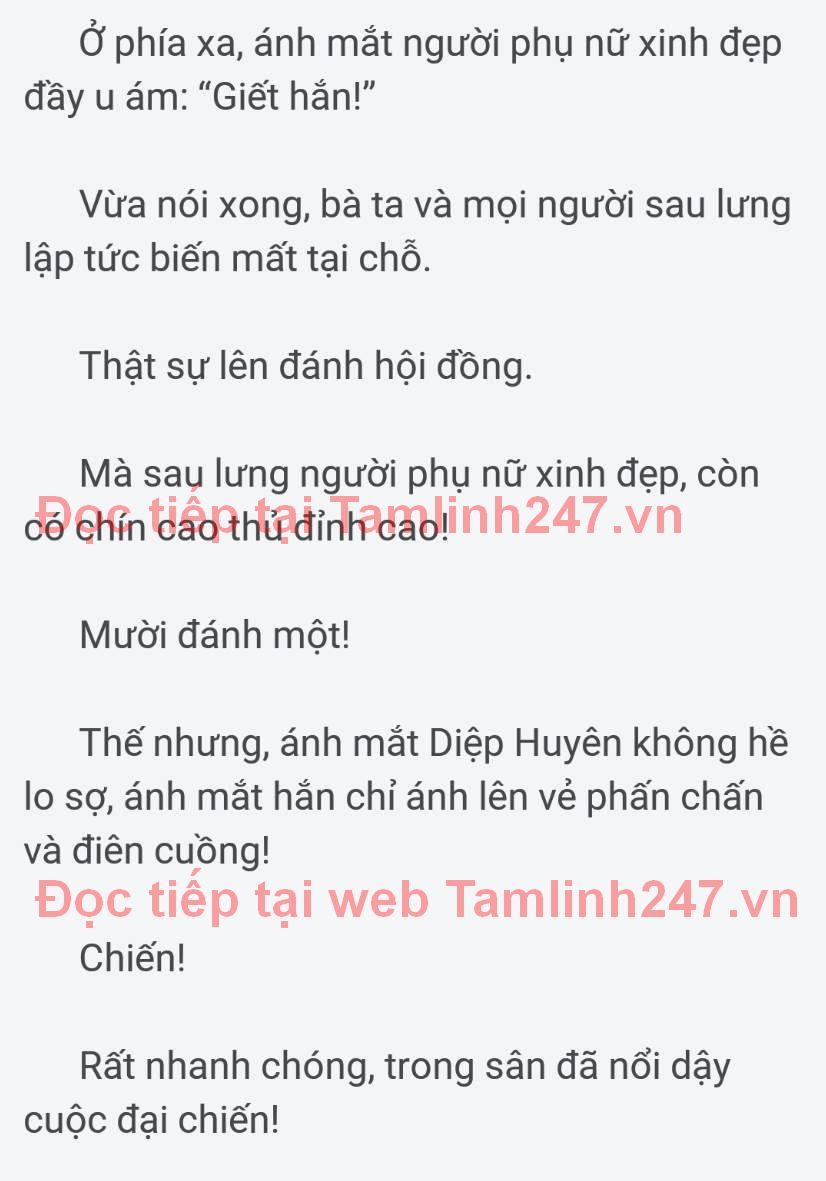 Ở phía xa, ánh mắt người phụ nữ xinh đẹp
đầy u ám: “Giết hắn!”
Vừa nói xong, bà ta và mọi người sau lưng
lập tức biến mất tại chỗ.
Thật sự lên đánh hội đồng.
Mà sau lưng người phụ nữ xinh đẹp, còn
Đọc tiếp tại Tamlinh247.vn
có chín cao thủ đỉnh cao!
Mười đánh một!
Thế nhưng, ánh mắt Diệp Huyên không hề
lo sợ, ánh mắt hắn chỉ ánh lên vẻ phấn chấn
và điên cuồng!
Đọc tiếp tại web Tamlinh247.vn
Chiến!
Rất nhanh chóng, trong sân đã nổi dậy
cuộc đại chiến!